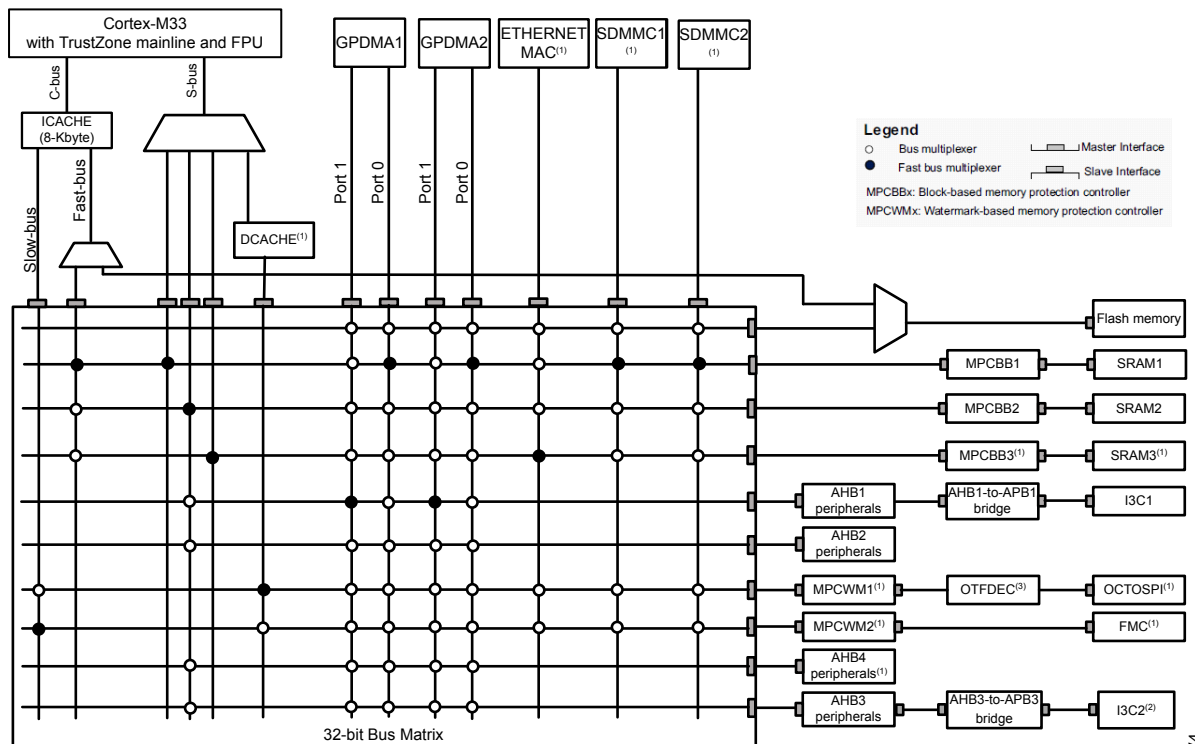 Cortex-M33
with TrustZone mainline and FPU
GPDMA1
GPDMA2
ETHERNET
MAC(1)
SDMMC1
(1)
SDMMC2
(1)
C-bus
S-bus
ICACHE
(8-Kbyte)
Legend
Bus multiplexer
Fast bus multiplexer
Master Interface
Slave Interface
MPCBBx: Block-based memory protection controller
MPCWMx: Watermark-based memory protection controller
Slow-bus
Fast-bus
DCACHE(1)
Port 1
Port 0
Port 1
Port 0
Flash memory
MPCBB1
SRAM1
MPCBB2
SRAM2
MPCBB3(1)
SRAM3(1)
AHB1
peripherals
AHB1-to-APB1
bridge
I3C1
AHB2
peripherals
MPCWM1(1)
OTFDEC(3)
OCTOSPI(1)
MPCWM2(1)
FMC(1)
AHB4
peripherals(1)
AHB3
peripherals
AHB3-to-APB3
bridge
I3C2(2)
32-bit Bus Matrix